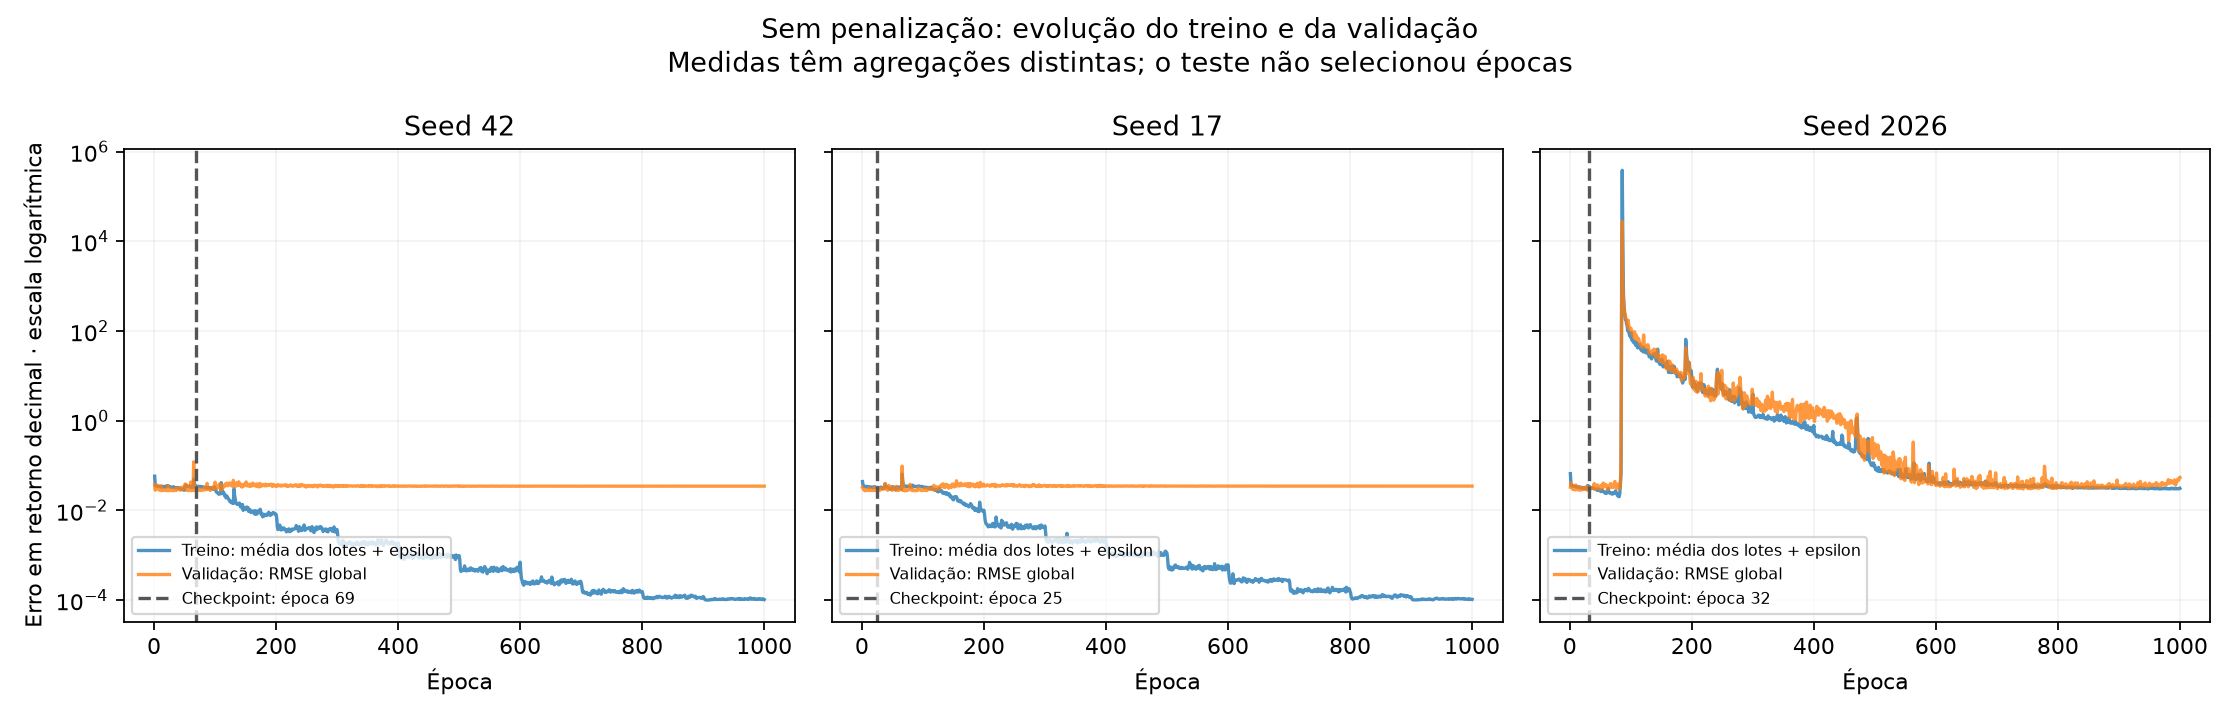 Sem penalização: evolução do treino e da validação
Medidas têm agregações distintas; o teste não selecionou épocas
Seed 42
Seed 17
Seed 2026
Erro em retorno decimal · escala logarítmica
10^6
10^4
10^2
10^0
10^-2
10^-4
Treino: média dos lotes + epsilon
Validação: RMSE global
Checkpoint: época 69
Treino: média dos lotes + epsilon
Validação: RMSE global
Checkpoint: época 25
Treino: média dos lotes + epsilon
Validação: RMSE global
Checkpoint: época 32
0 200 400 600 800 1000
0 200 400 600 800 1000
0 200 400 600 800 1000
Época
Época
Época